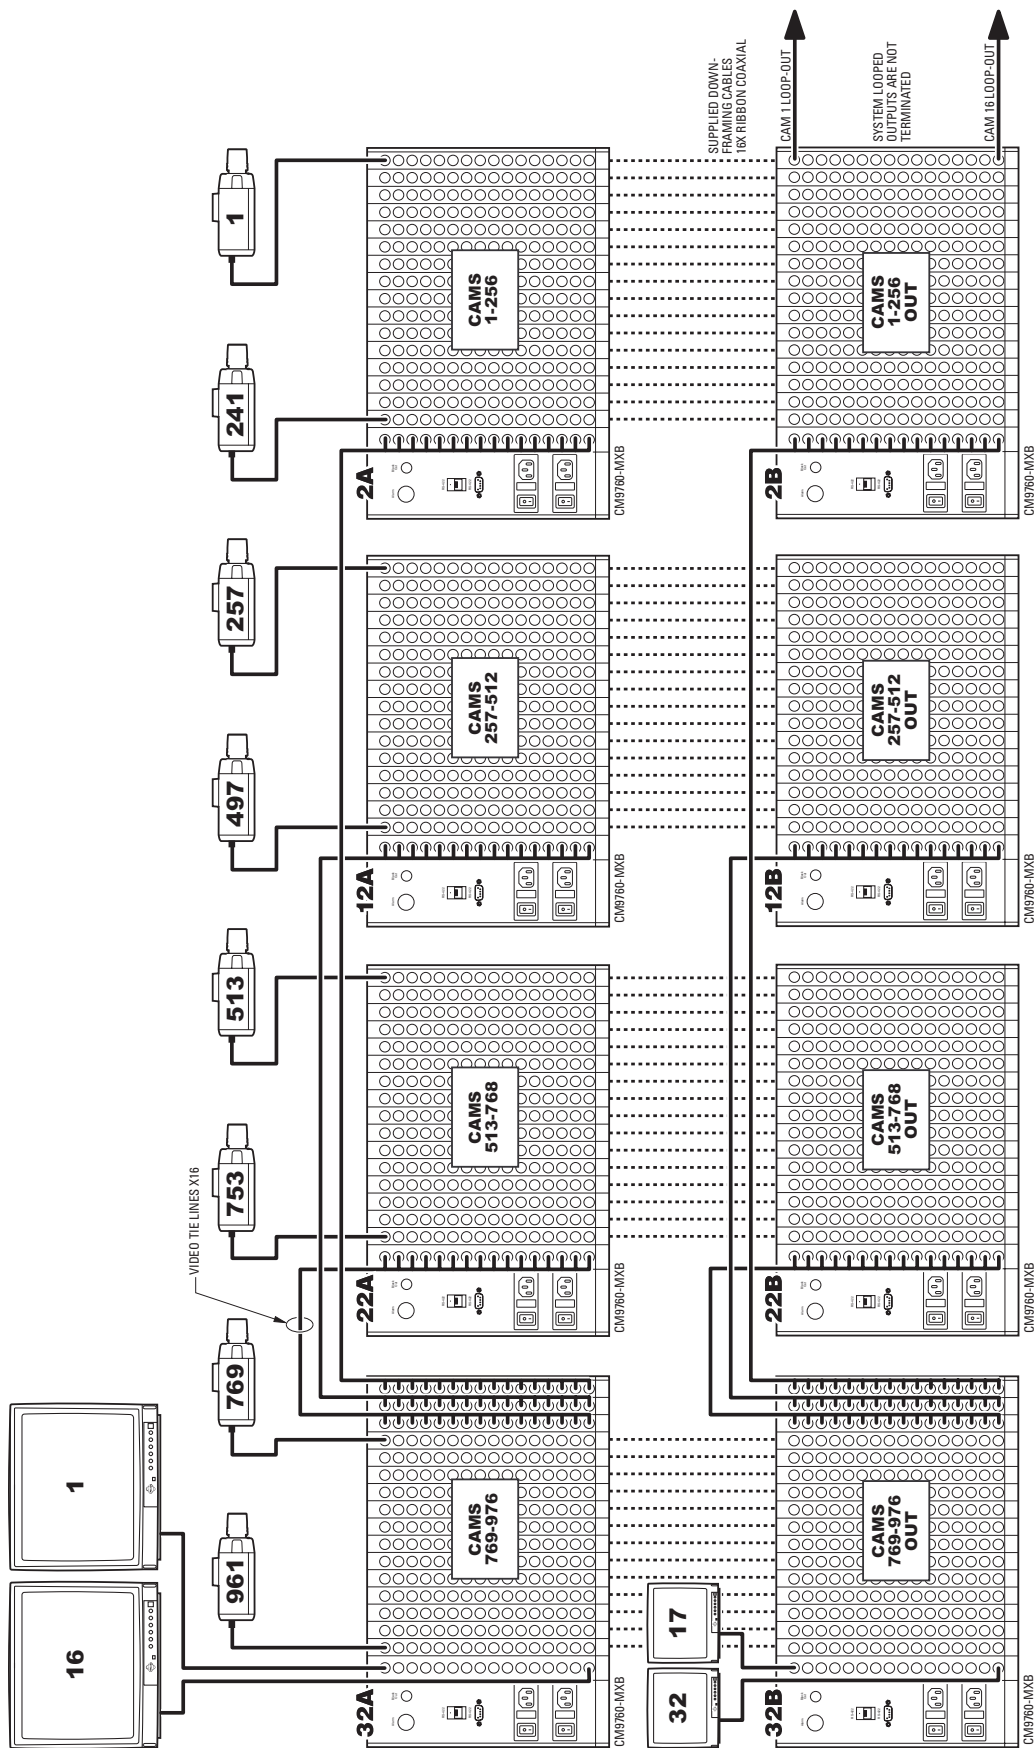 1
16
961
769
753
513
497
257
241
1
VIDEO TIE LINES X16
32A
CAMS
769-976
CM9760-MXB
22A
CAMS
513-768
CM9760-MXB
12A
CAMS
257-512
CM9760-MXB
2A
CAMS
1-256
CM9760-MXB
SUPPLIED DOWN-
FRAMING CABLES
16X RIBBON COAXIAL
32
17
32B
CAMS
769-976
OUT
CM9760-MXB
22B
CAMS
513-768
OUT
CM9760-MXB
12B
CAMS
257-512
OUT
CM9760-MXB
2B
CAMS
1-256
OUT
CM9760-MXB
CAM 1 LOOP-OUT
SYSTEM LOOPED
OUTPUTS ARE NOT
TERMINATED
CAM 16 LOOP-OUT